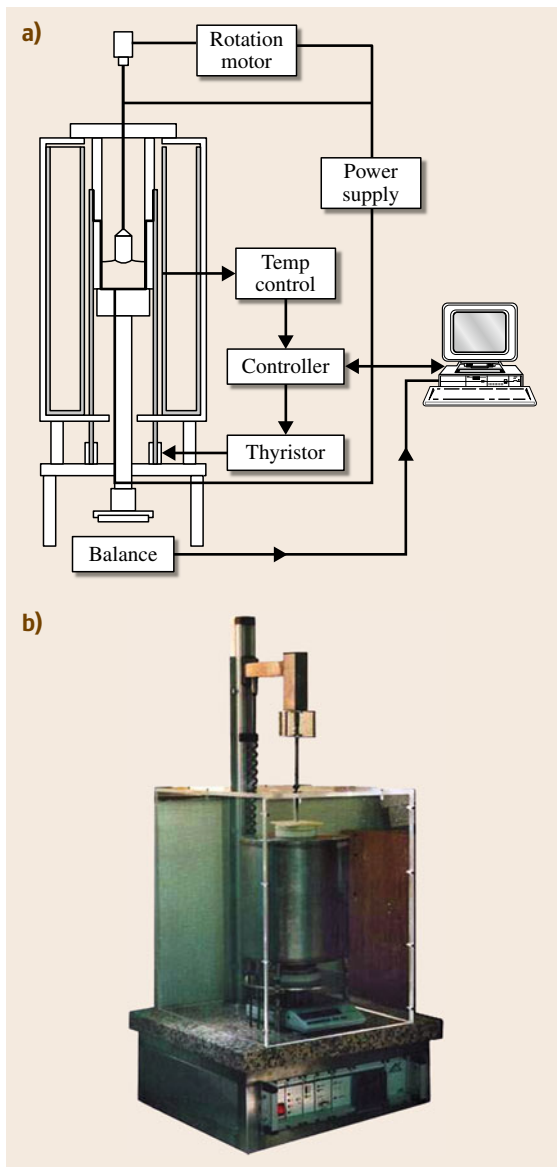 a)
Rotation
motor
Power
supply
Temp
control
Controller
Thyristor
Balance
b)